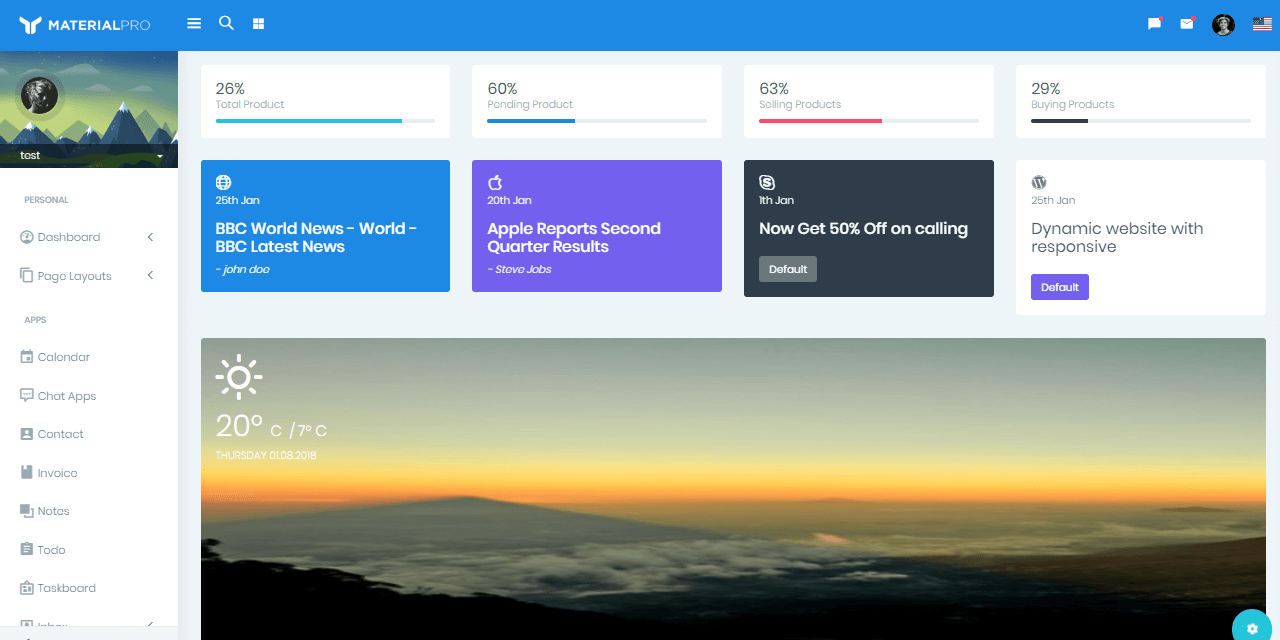 MATERIALPRO
test
PERSONAL
Dashboard
Page Layouts
APPS
Calendar
Chat Apps
Contact
Invoice
Notes
Todo
Taskboard
Inbox
26%
Total Product
60%
Pending Product
63%
Selling Products
29%
Buying Products
25th Jan
BBC World News - World -
BBC Latest News
- john doe
20th Jan
Apple Reports Second
Quarter Results
- Steve Jobs
1th Jan
Now Get 50% Off on calling
Default
25th Jan
Dynamic website with
responsive
Default
20° C / 7° C
THURSDAY 01.08.2018